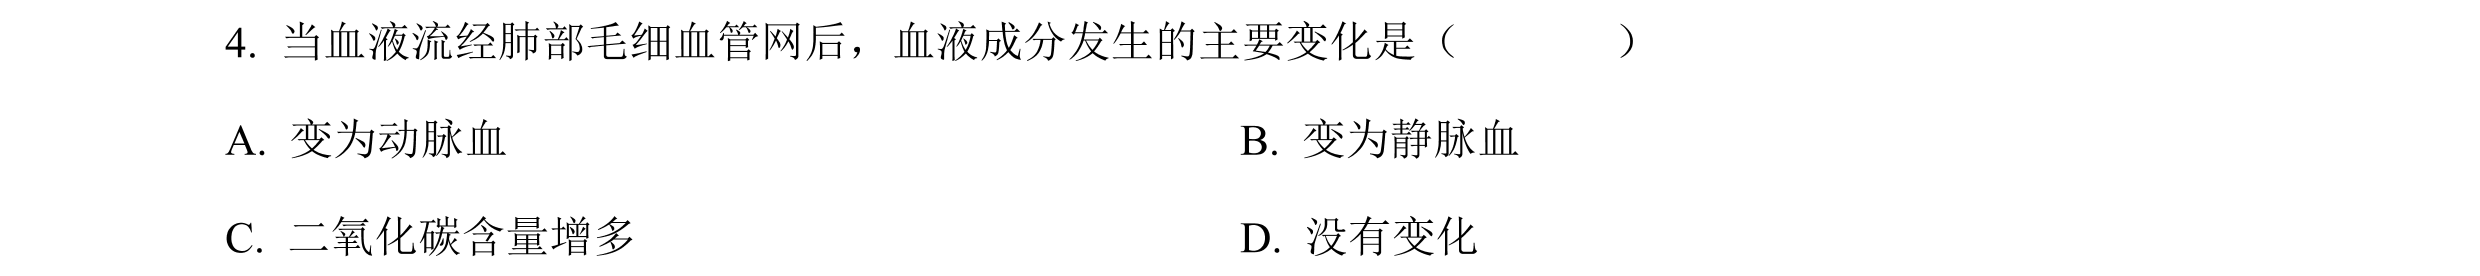 4. 当血液流经肺部毛细血管网后，血液成分发生的主要变化是（　　　）
A. 变为动脉血　　　B. 变为静脉血
C. 二氧化碳含量增多　　　D. 没有变化